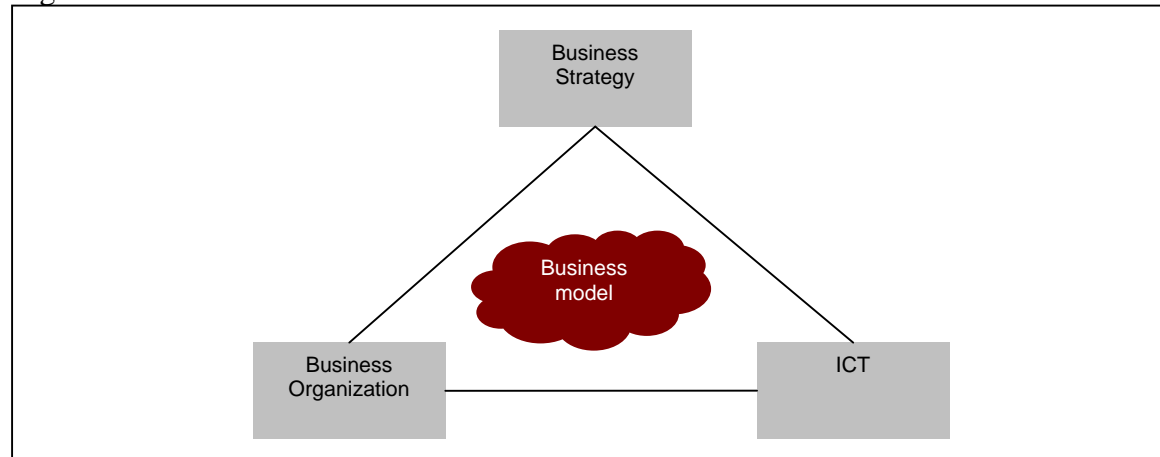 Business
Strategy
Business
model
Business
Organization
ICT